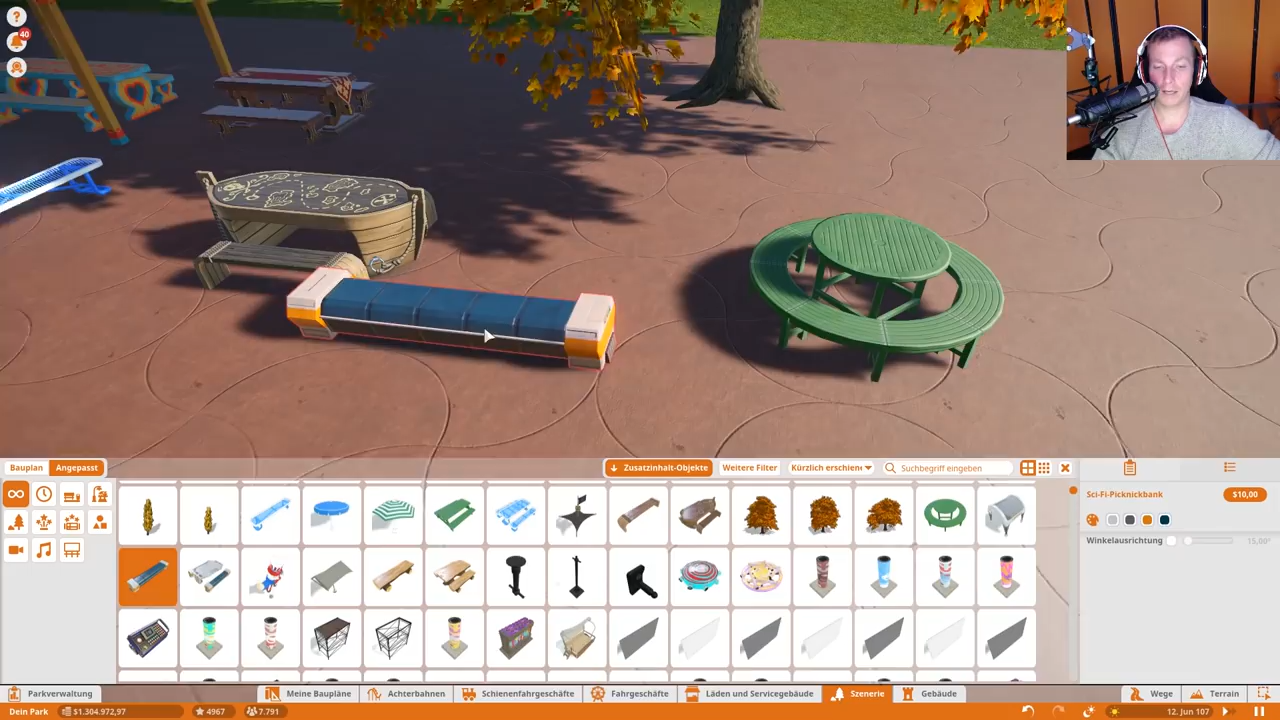 ?
40
Bauplan
Angepasst
Zusatzinhalt-Objekte
Weitere Filter
Kürzlich erschien
Suchbegriff eingeben
Sci-Fi-Picknickbank
$10,00
Winkelausrichtung
15,00°
Parkverwaltung
Meine Baupläne
Achterbahnen
Schienenfahrgeschäfte
Fahrgeschäfte
Läden und Servicegebäude
Szenerie
Gebäude
Wege
Terrain
Dein Park
$1.304.972,97
4967
7.791
12. Jun 107